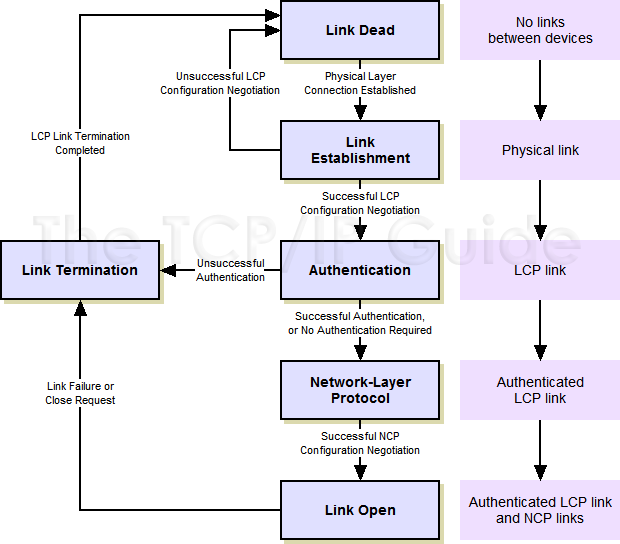 Link Dead
No links
between devices
Unsuccessful LCP
Configuration Negotiation
Physical Layer
Connection Established
LCP Link Termination
Completed
Link
Establishment
Physical link
Successful LCP
Configuration Negotiation
The TCP/IP Guide
Link Termination
Unsuccessful
Authentication
Authentication
LCP link
Successful Authentication,
or No Authentication Required
Link Failure or
Close Request
Network-Layer
Protocol
Authenticated
LCP link
Successful NCP
Configuration Negotiation
Link Open
Authenticated LCP link
and NCP links